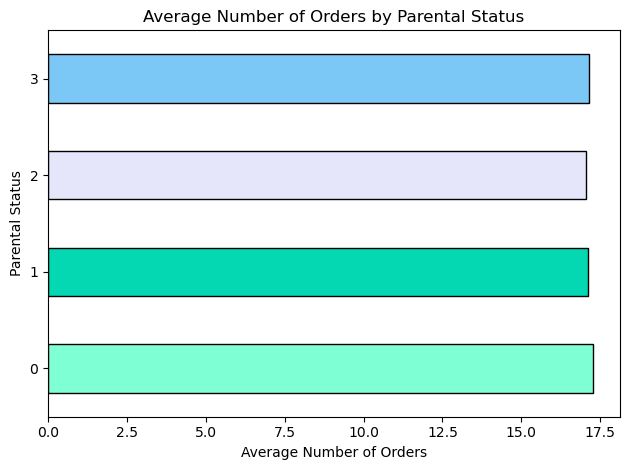 Average Number of Orders by Parental Status
Parental Status
3
2
1
0
0.0 2.5 5.0 7.5 10.0 12.5 15.0 17.5
Average Number of Orders